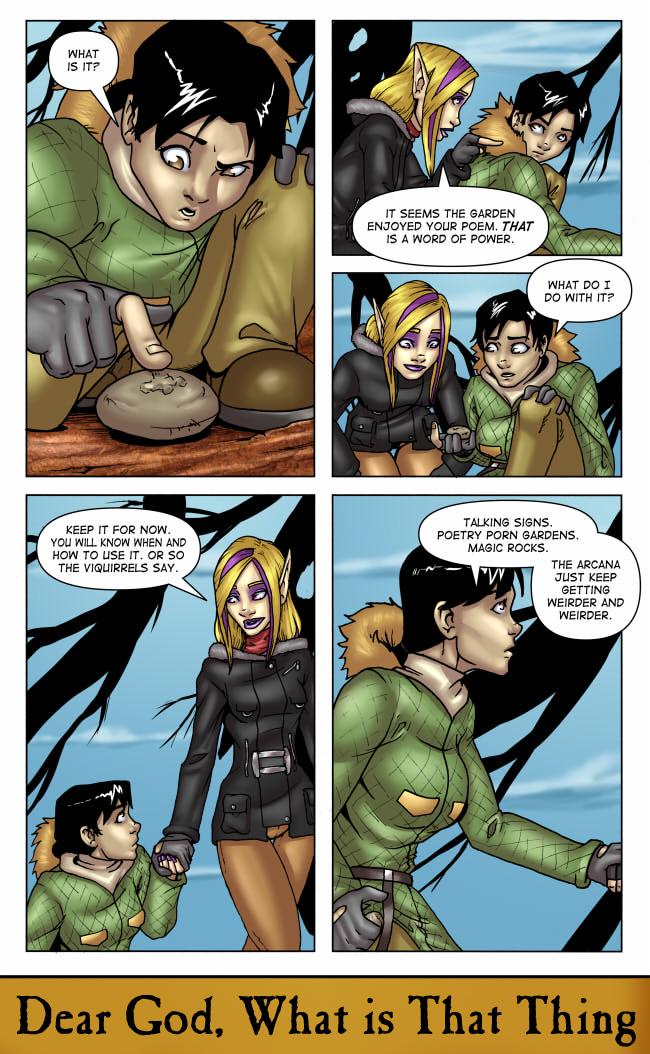 WHAT
IS IT?
IT SEEMS THE GARDEN
ENJOYED YOUR POEM. THAT
IS A WORD OF POWER.
WHAT DO I
DO WITH IT?
KEEP IT FOR NOW.
YOU WILL KNOW WHEN AND
HOW TO USE IT. OR SO
THE VIQUIRRELS SAY.
TALKING SIGNS.
POETRY PORN GARDENS.
MAGIC ROCKS.
THE ARCANA
JUST KEEP
GETTING
WEIRDER AND
WEIRDER.
Dear God, What is That Thing